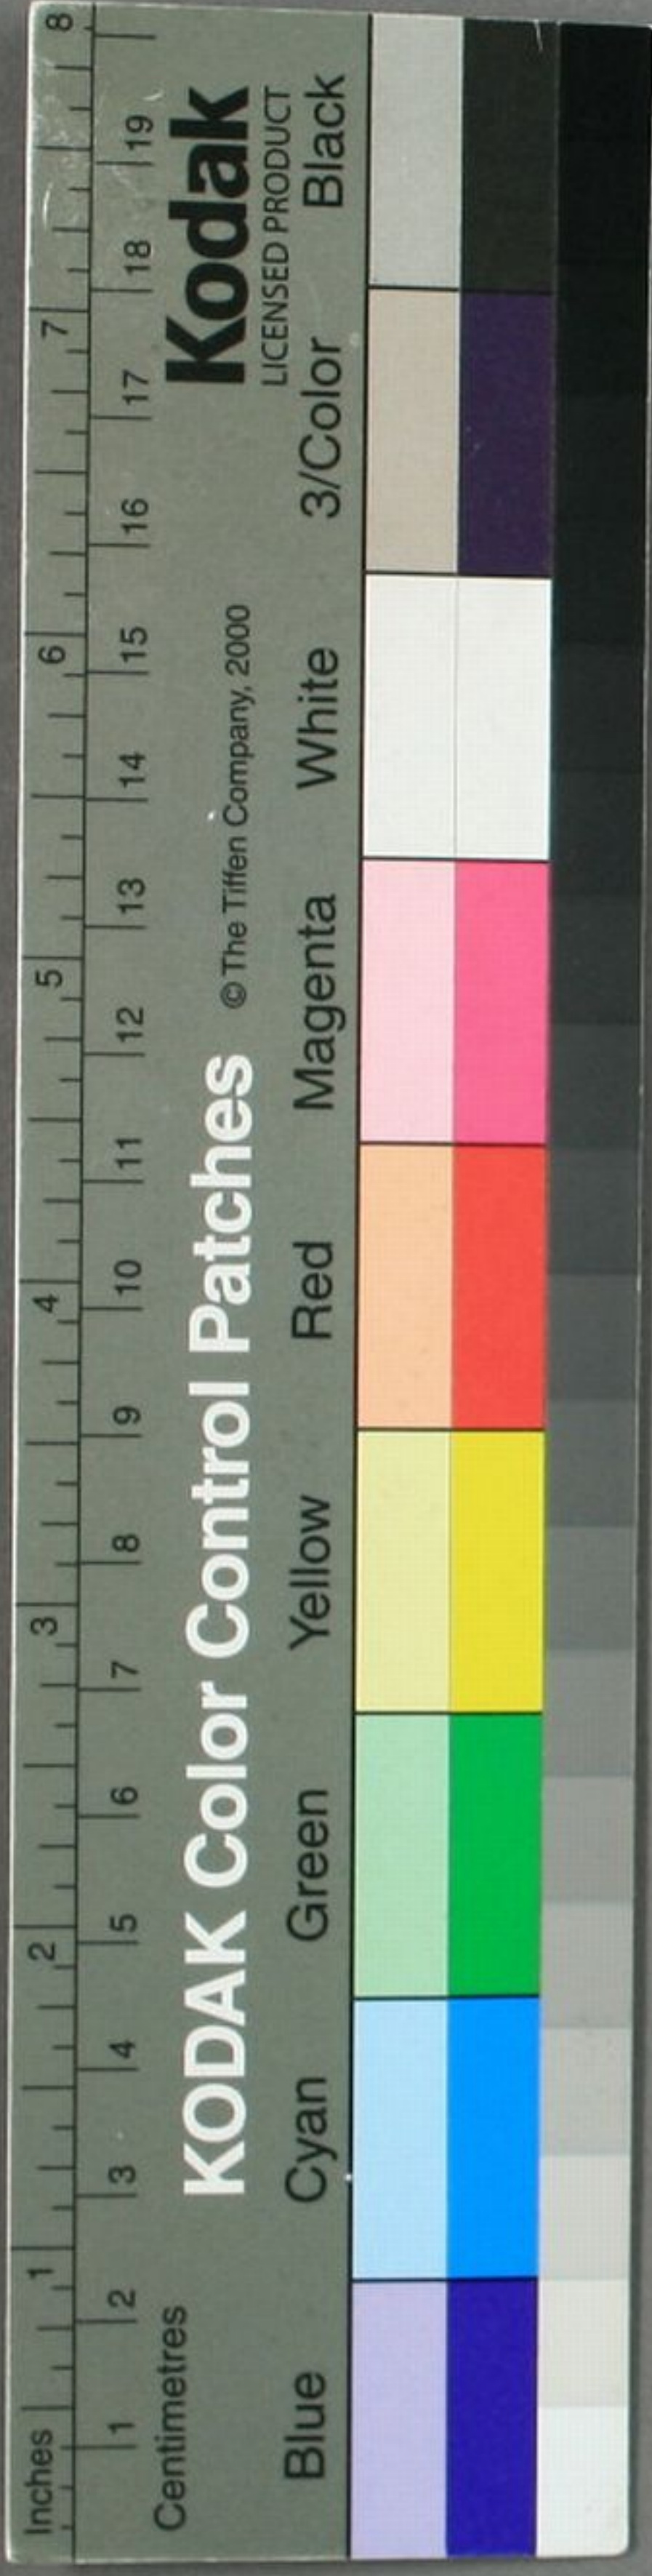 Inches 1 2 3 4 5 6 7 8
1 2 3 4 5 6 7 8 9 10 11 12 13 14 15 16 17 18 19
Centimetres
KODAK Color Control Patches © The Tiffen Company, 2000 Kodak
LICENSED PRODUCT
Blue Cyan Green Yellow Red Magenta White 3/Color Black